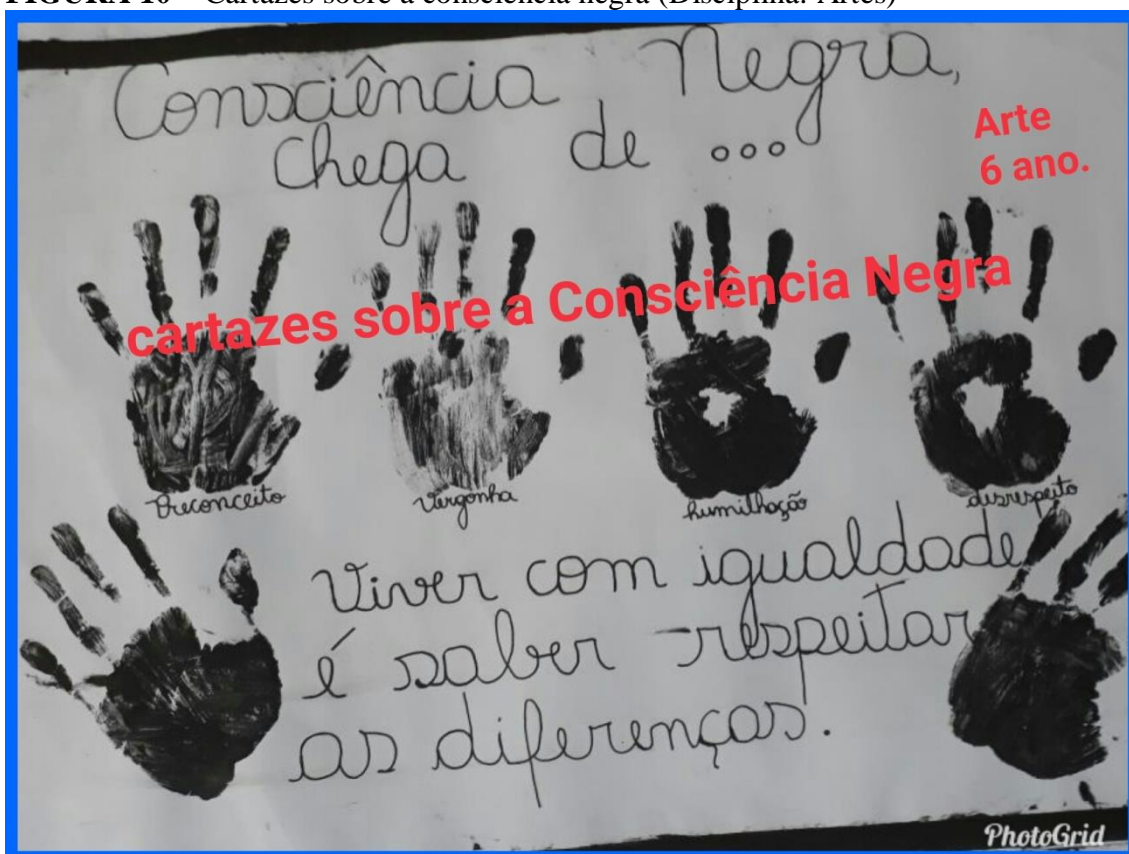 FIGURA 10 – Cartazes sobre a consciência negra (Disciplina: Artes)
Consciência Negra,
Chega de ...
Arte
6 ano.
cartazes sobre a Consciência Negra
Preconceito
Vergonha
humilhação
disrespeito
Viver com igualdade
é saber respeitar
as diferenças.
PhotoGrid